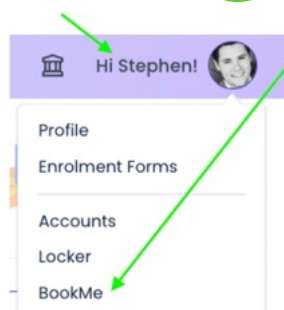 Hi Stephen!
Profile
Enrolment Forms
Accounts
Locker
BookMe